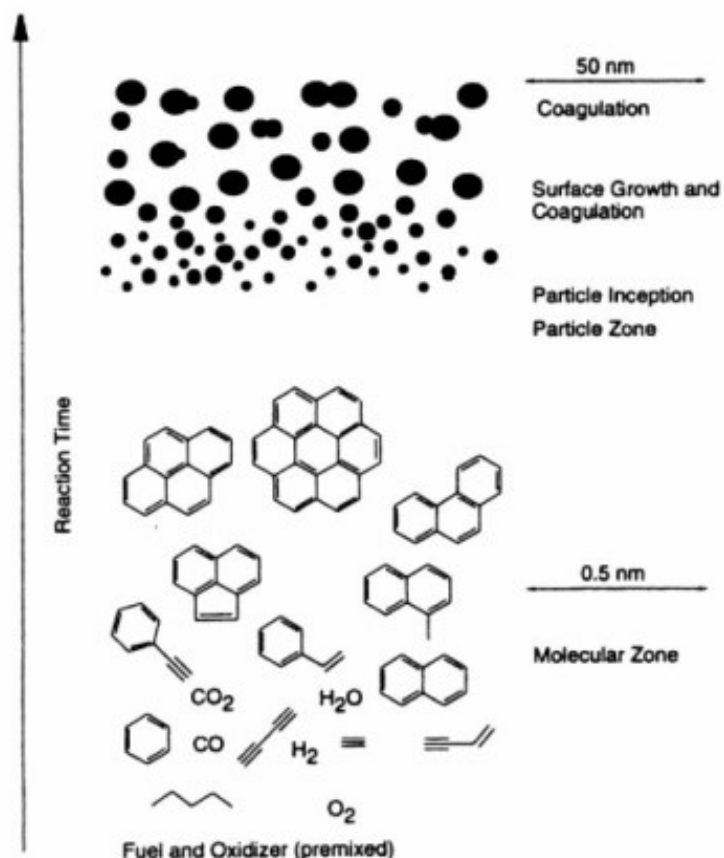 50 nm
Coagulation
Surface Growth and
Coagulation
Particle Inception
Particle Zone
Reaction Time
0.5 nm
Molecular Zone
CO2
H2O
CO
H2
O2
Fuel and Oxidizer (premixed)